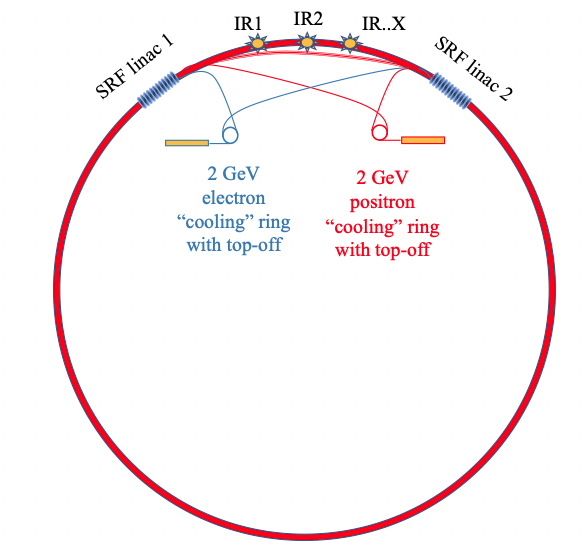 IR1
IR2
IR..X
SRF linac 1
SRF linac 2
2 GeV
electron
“cooling” ring
with top-off
2 GeV
positron
“cooling” ring
with top-off